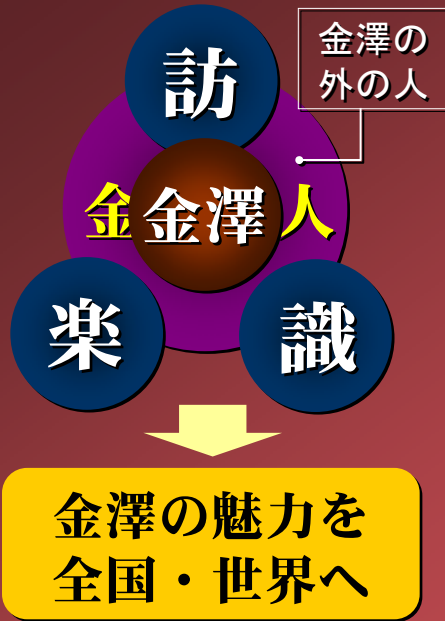 金澤の
外の人
訪
金
金澤
人
楽
識
金澤の魅力を
全国・世界へ